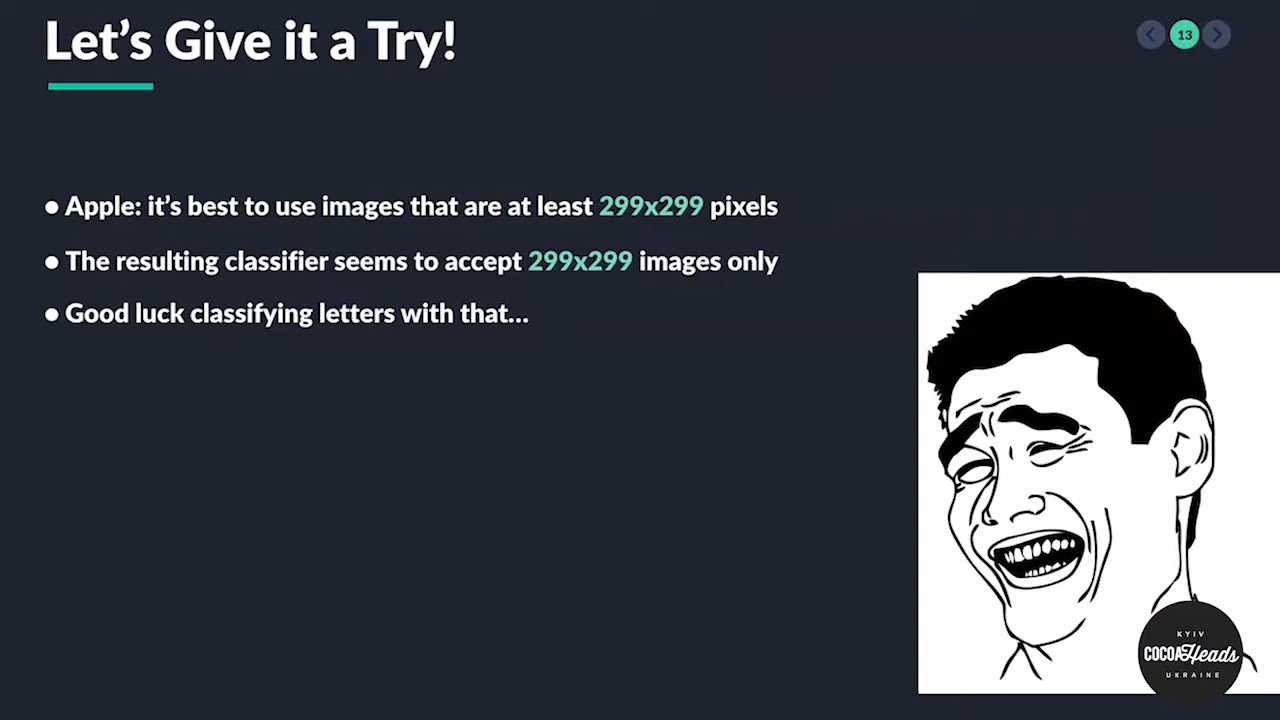 Let's Give it a Try!
13
● Apple: it's best to use images that are at least 299x299 pixels
● The resulting classifier seems to accept 299x299 images only
● Good luck classifying letters with that...
KYIV
COCOAHeads
UKRAINE